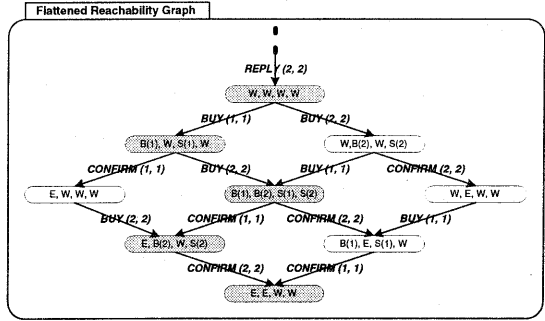 Flattened Reachability Graph
REPLY (2, 2)
W, W, W, W
BUY (1, 1) BUY (2, 2)
B(1), W, S(1), W W,B(2), W, S(2)
CONFIRM (1, 1) BUY (2, 2) BUY (1, 1) CONFIRM (2, 2)
E, W, W, W B(1), B(2), S(1), S(2) W, E, W, W
BUY (2, 2) CONFIRM (1, 1) CONFIRM (2, 2) BUY (1, 1)
E, B(2), W, S(2) B(1), E, S(1), W
CONFIRM (2, 2) CONFIRM (1, 1)
E, E, W, W